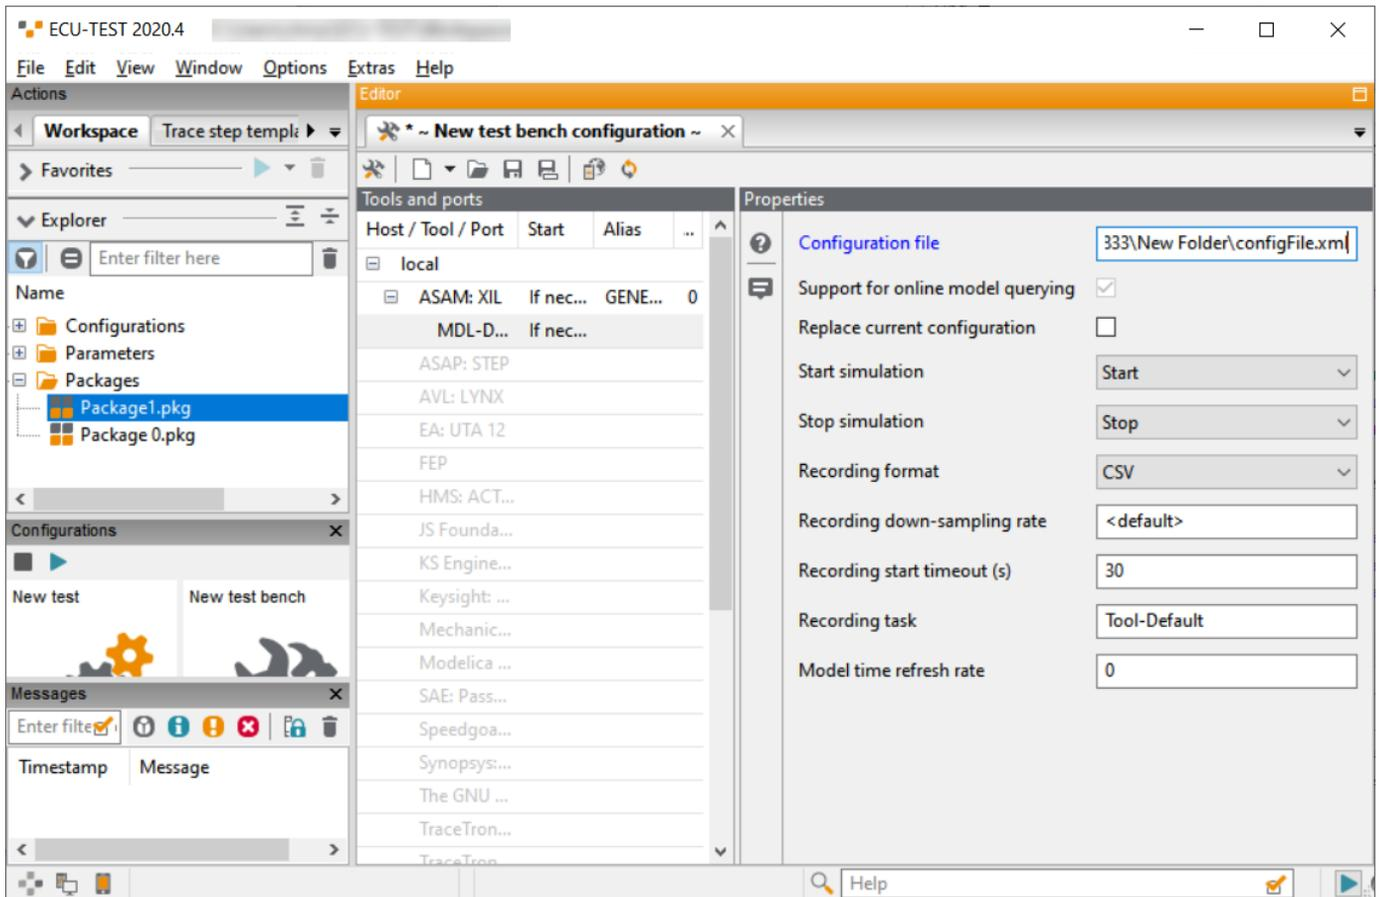 ECU-TEST 2020.4
File Edit View Window Options Extras Help
Actions
Workspace Trace step templa
Favorites
Explorer
Enter filter here
Name
Configurations
Parameters
Packages
Package1.pkg
Package 0.pkg
Configurations
New test New test bench
Messages
Enter filte
Timestamp Message
Editor
* ~ New test bench configuration ~
Tools and ports
Host / Tool / Port Start Alias ...
local
ASAM: XIL If nec... GENE... 0
MDL-D... If nec...
ASAP: STEP
AVL: LYNX
EA: UTA 12
FEP
HMS: ACT...
JS Founda...
KS Engine...
Keysight: ...
Mechanic...
Modelica ...
SAE: Pass...
Speedgoa...
Synopsys:...
The GNU ...
TraceTron...
TraceTron
Properties
Configuration file 333\New Folder\configFile.xml
Support for online model querying
Replace current configuration
Start simulation Start
Stop simulation Stop
Recording format CSV
Recording down-sampling rate <default>
Recording start timeout (s) 30
Recording task Tool-Default
Model time refresh rate 0
Help